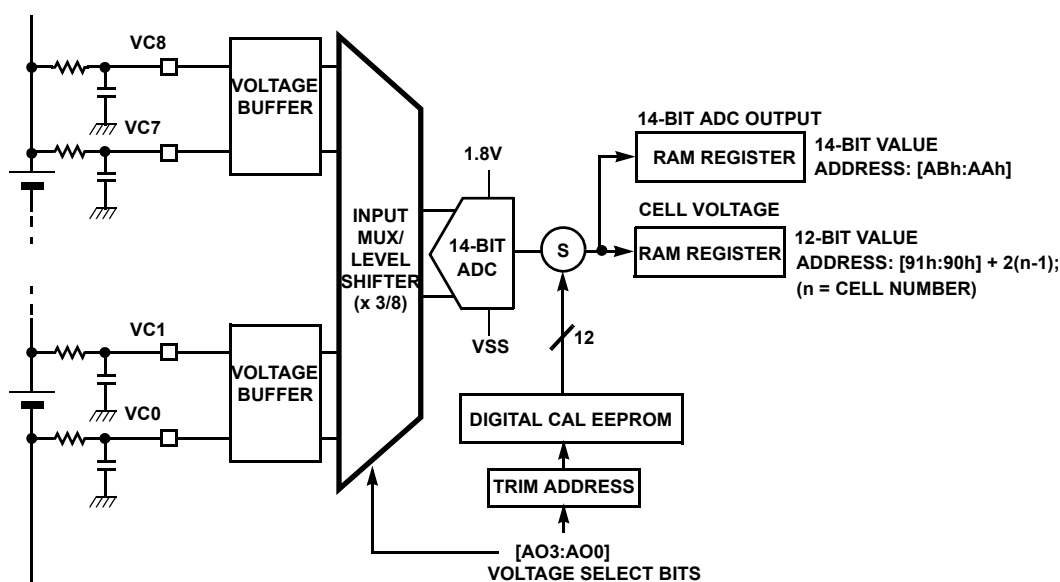 VC8
VOLTAGE
BUFFER
VC7
INPUT
MUX/
LEVEL
SHIFTER
(x 3/8)
1.8V
14-BIT
ADC
VSS
S
14-BIT ADC OUTPUT
RAM REGISTER
14-BIT VALUE
ADDRESS: [ABh:AAh]
CELL VOLTAGE
RAM REGISTER
12-BIT VALUE
ADDRESS: [91h:90h] + 2(n-1);
(n = CELL NUMBER)
VC1
VOLTAGE
BUFFER
VC0
12
DIGITAL CAL EEPROM
TRIM ADDRESS
[AO3:AO0]
VOLTAGE SELECT BITS